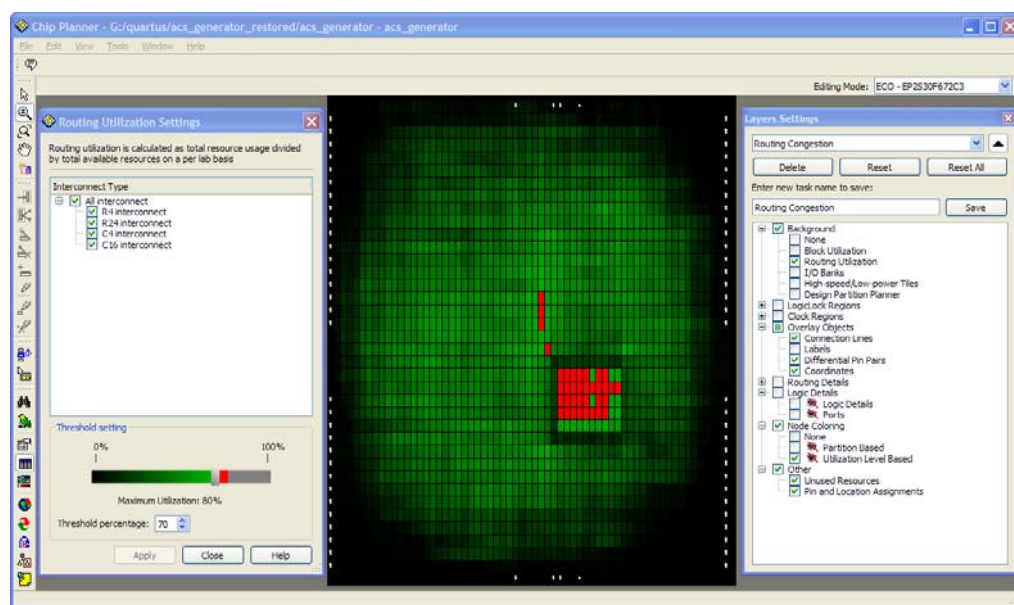 Chip Planner - G:/quartus/acs_generator_restored/acs_generator - acs_generator
File Edit View Tools Window Help
Editing Mode: ECO - EP2S30F672C3
Routing Utilization Settings
Routing utilization is calculated as total resource usage divided
by total available resources on a per lab basis
Interconnect Type
All interconnect
R4 interconnect
R24 interconnect
C4 interconnect
C16 interconnect
Threshold setting
0% 100%
Maximum Utilization: 80%
Threshold percentage: 70
Apply Close Help
Layers Settings
Routing Congestion
Delete Reset Reset All
Enter new task name to save:
Routing Congestion Save
Background
None
Block Utilization
Routing Utilization
I/O Banks
High-speed/Low-power Tiles
Design Partition Planner
LogicLock Regions
Clock Regions
Overlay Objects
Connection Lines
Labels
Differential Pin Pairs
Coordinates
Routing Details
Logic Details
Logic Details
Ports
Node Coloring
None
Partition Based
Utilization Level Based
Other
Unused Resources
Pin and Location Assignments